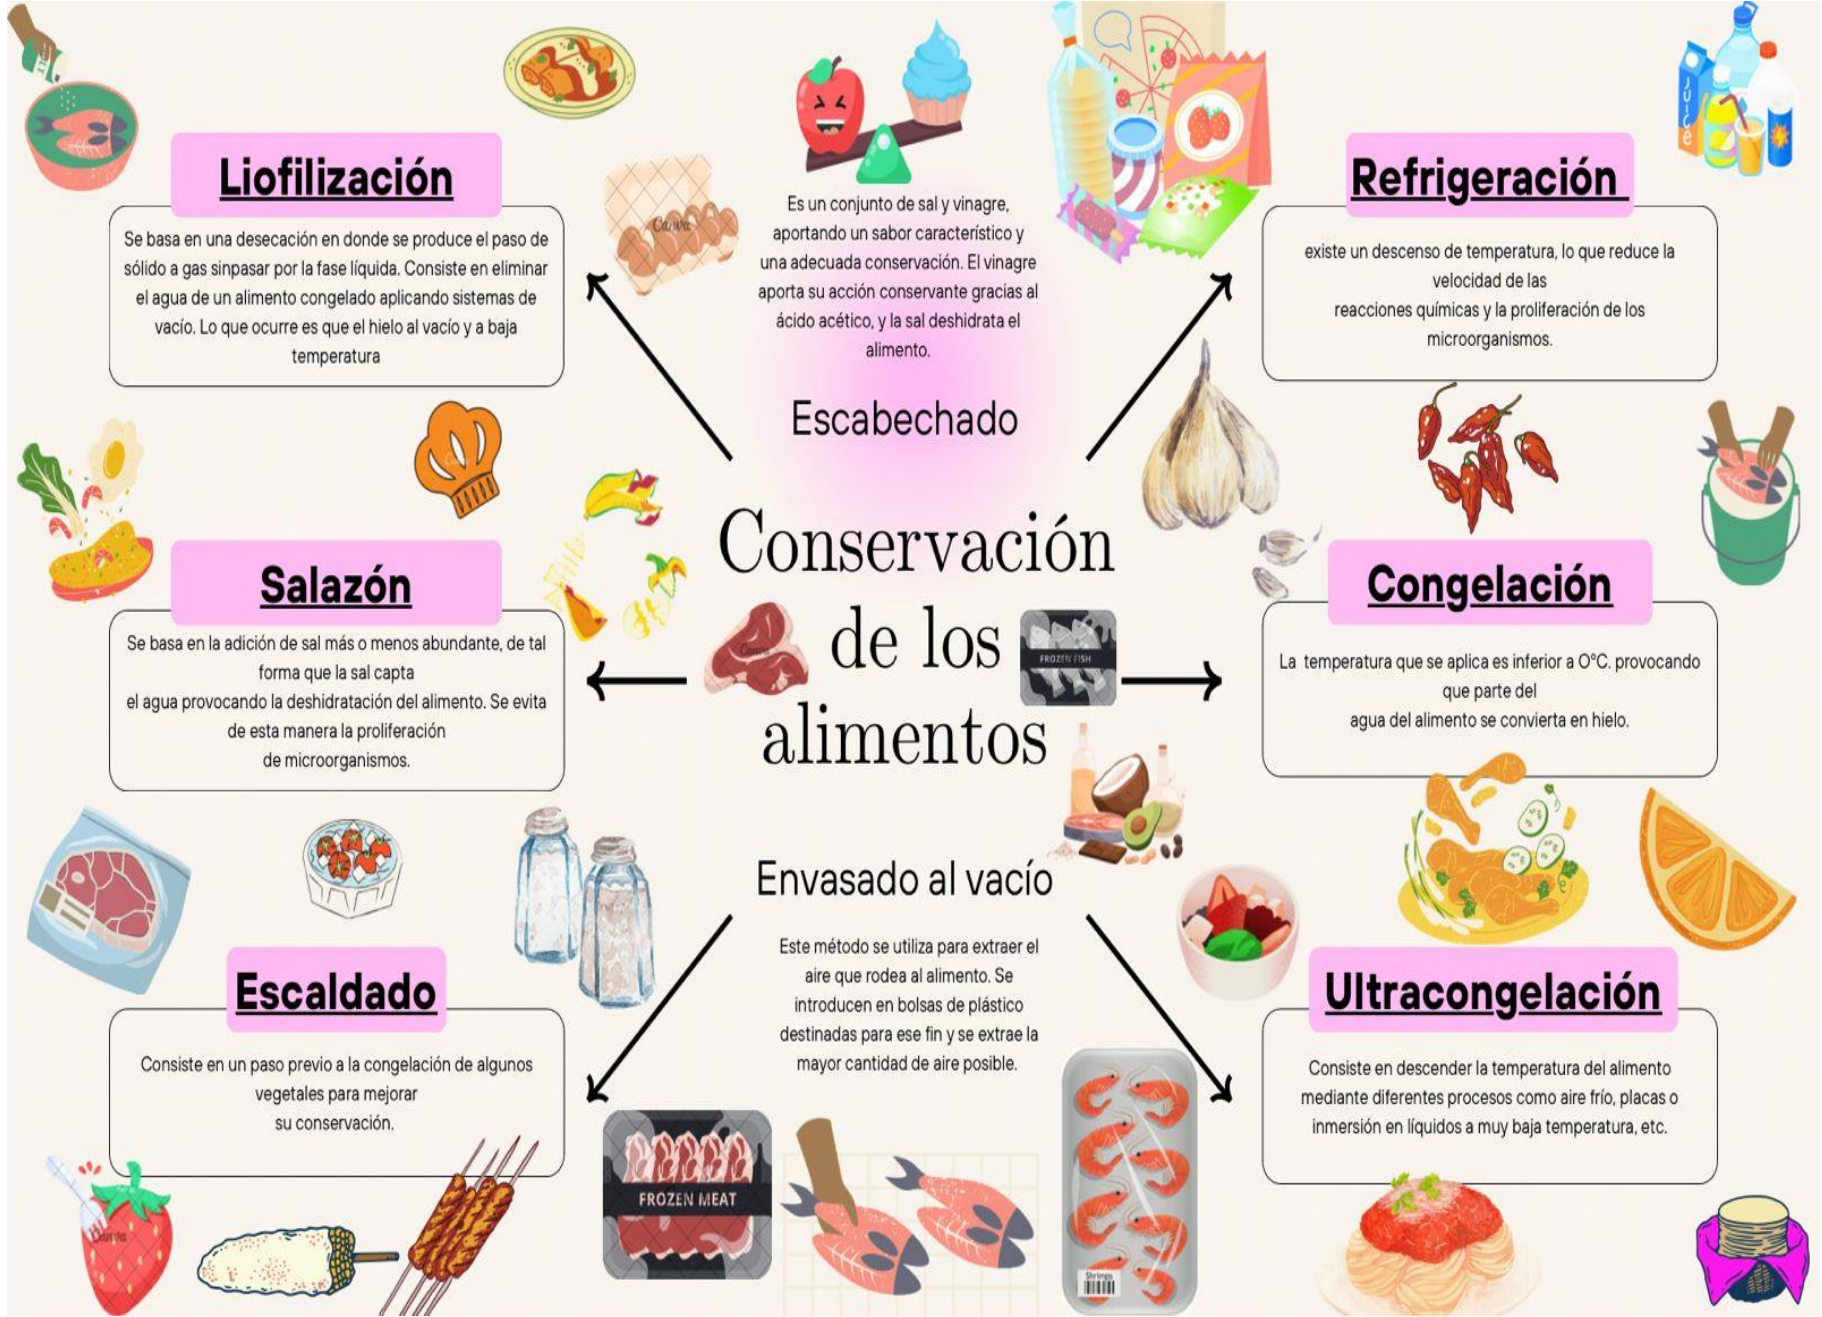 Liofilización
Se basa en una desecación en donde se produce el paso de
sólido a gas sinpasar por la fase líquida. Consiste en eliminar
el agua de un alimento congelado aplicando sistemas de
vacío. Lo que ocurre es que el hielo al vacío y a baja
temperatura
Canva
Es un conjunto de sal y vinagre,
aportando un sabor característico y
una adecuada conservación. El vinagre
aporta su acción conservante gracias al
ácido acético, y la sal deshidrata el
alimento.
Escabechado
JUICE
Refrigeración
existe un descenso de temperatura, lo que reduce la
velocidad de las
reacciones químicas y la proliferación de los
microorganismos.
Conservación
de los
alimentos
Canva
FROZEN FISH
Salazón
Se basa en la adición de sal más o menos abundante, de tal
forma que la sal capta
el agua provocando la deshidratación del alimento. Se evita
de esta manera la proliferación
de microorganismos.
Congelación
La temperatura que se aplica es inferior a 0°C. provocando
que parte del
agua del alimento se convierta en hielo.
Envasado al vacío
Este método se utiliza para extraer el
aire que rodea al alimento. Se
introducen en bolsas de plástico
destinadas para ese fin y se extrae la
mayor cantidad de aire posible.
Escaldado
Consiste en un paso previo a la congelación de algunos
vegetales para mejorar
su conservación.
Canva
FROZEN MEAT
Shrimps
Ultracongelación
Consiste en descender la temperatura del alimento
mediante diferentes procesos como aire frío, placas o
inmersión en líquidos a muy baja temperatura, etc.